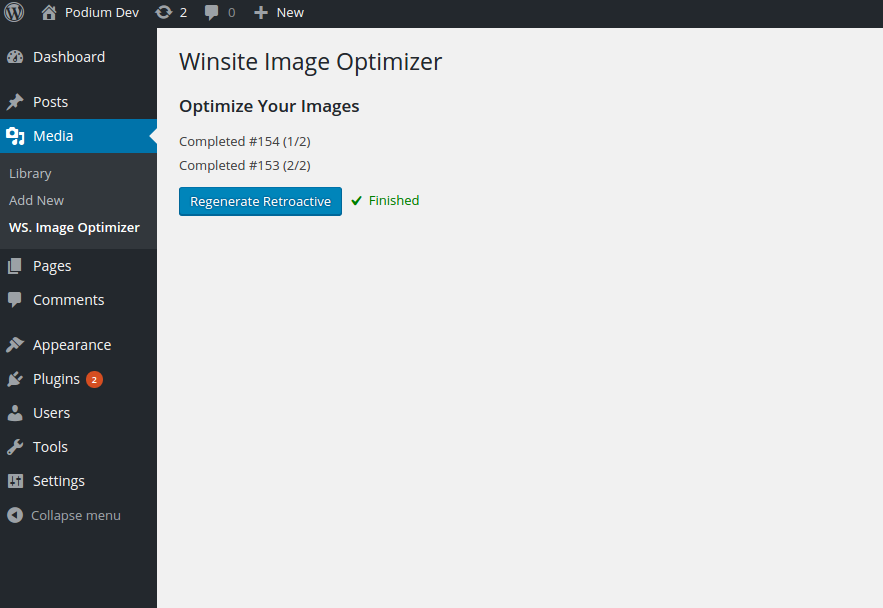 Podium Dev 2 0 New
Dashboard
Posts
Media
Library
Add New
WS. Image Optimizer
Pages
Comments
Appearance
Plugins 2
Users
Tools
Settings
Collapse menu
Winsite Image Optimizer
Optimize Your Images
Completed #154 (1/2)
Completed #153 (2/2)
Regenerate Retroactive Finished